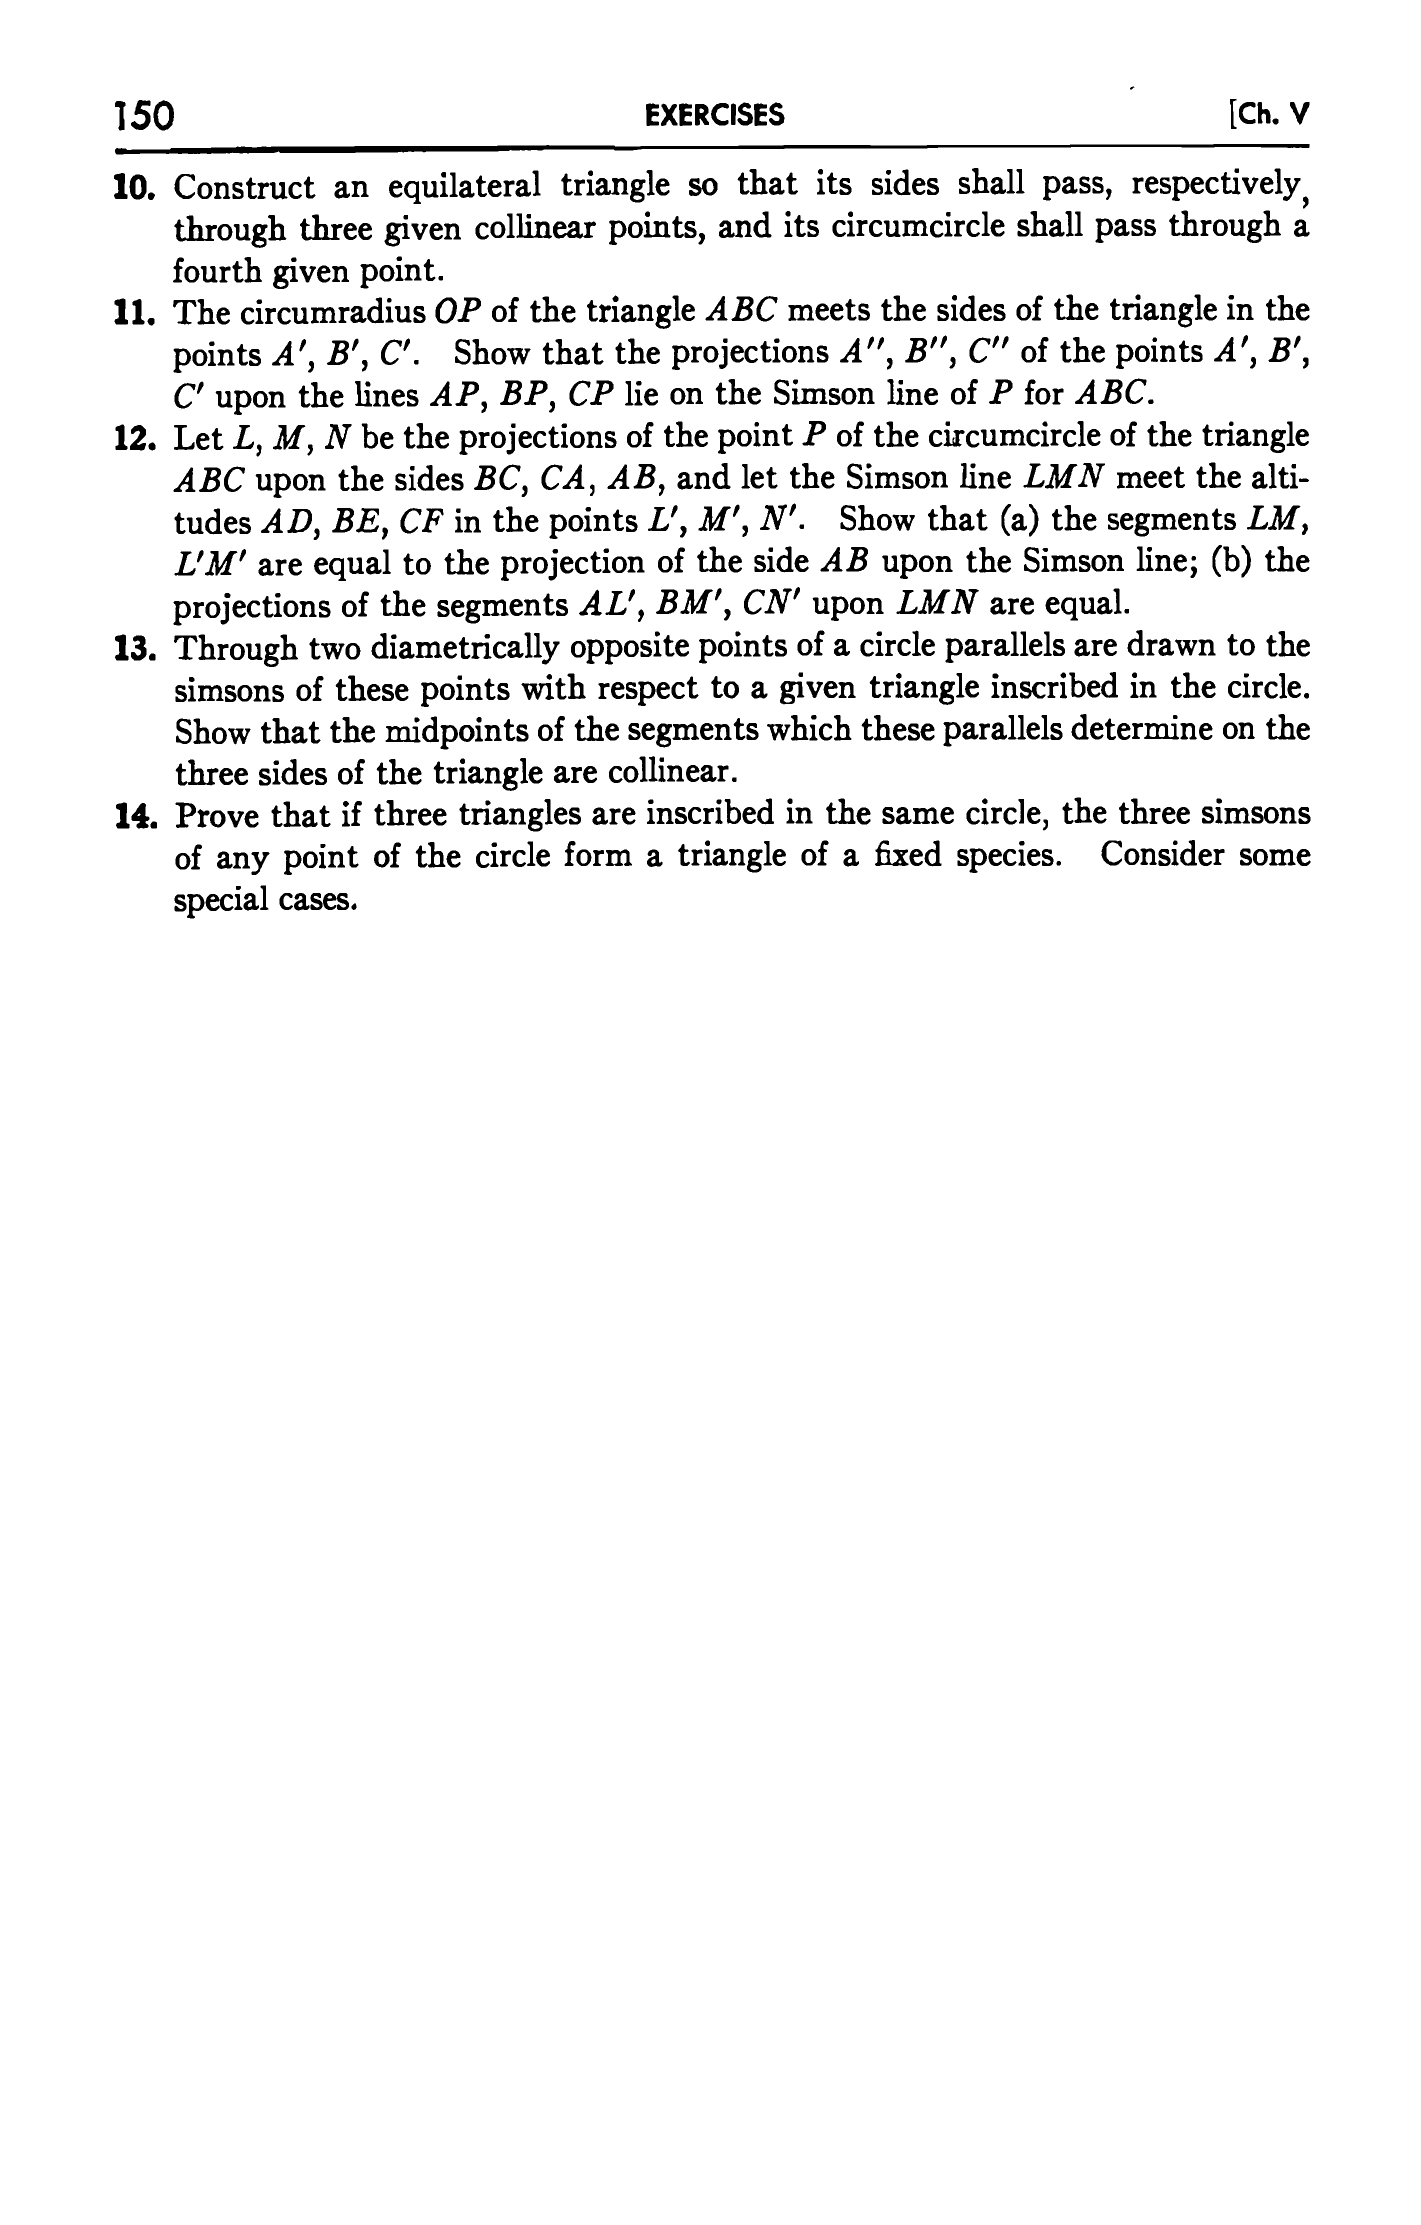 150 EXERCISES [Ch. V
10. Construct an equilateral triangle so that its sides shall pass, respectively,
through three given collinear points, and its circumcircle shall pass through a
fourth given point.
11. The circumradius OP of the triangle ABC meets the sides of the triangle in the
points A', B', C'. Show that the projections A'', B'', C'' of the points A', B',
C' upon the lines AP, BP, CP lie on the Simson line of P for ABC.
12. Let L, M, N be the projections of the point P of the circumcircle of the triangle
ABC upon the sides BC, CA, AB, and let the Simson line LMN meet the alti-
tudes AD, BE, CF in the points L', M', N'. Show that (a) the segments LM,
L'M' are equal to the projection of the side AB upon the Simson line; (b) the
projections of the segments AL', BM', CN' upon LMN are equal.
13. Through two diametrically opposite points of a circle parallels are drawn to the
simsons of these points with respect to a given triangle inscribed in the circle.
Show that the midpoints of the segments which these parallels determine on the
three sides of the triangle are collinear.
14. Prove that if three triangles are inscribed in the same circle, the three simsons
of any point of the circle form a triangle of a fixed species. Consider some
special cases.